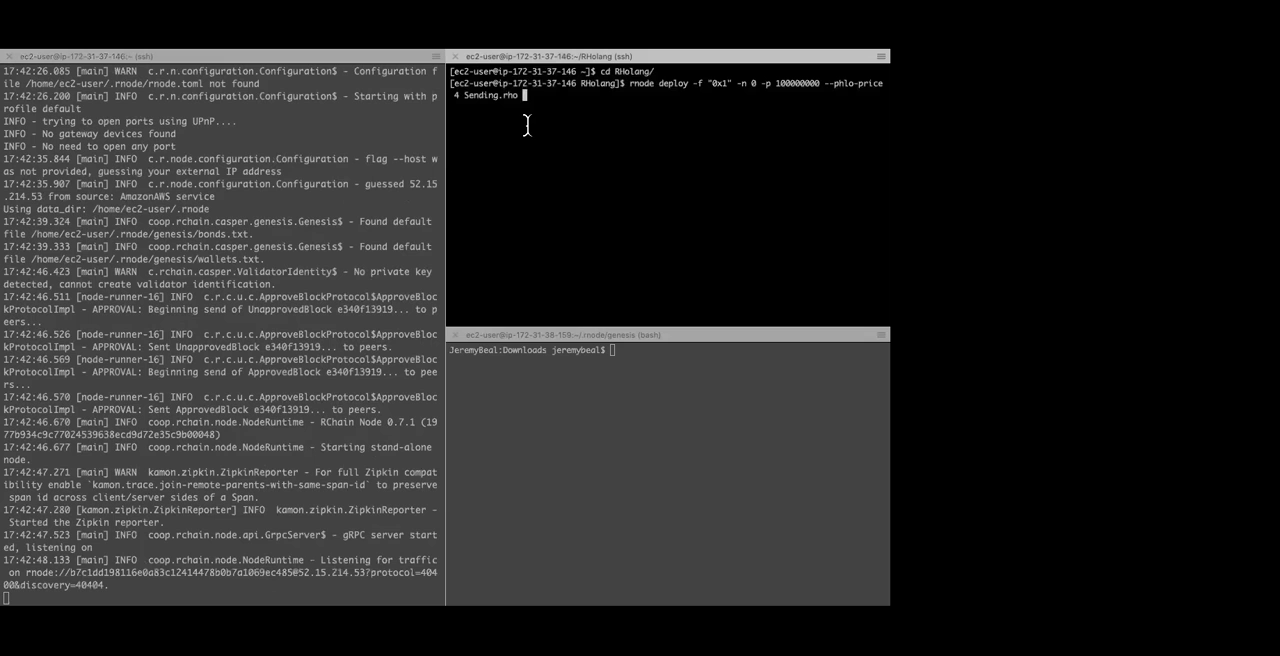 ec2-user@ip-172-31-37-146:~ (ssh)
17:42:26.085 [main] WARN  c.r.n.configuration.Configuration$ - Configuration f
ile /home/ec2-user/.rnode/rnode.toml not found
17:42:26.200 [main] INFO  c.r.n.configuration.Configuration$ - Starting with p
rofile default
INFO - trying to open ports using UPnP....
INFO - No gateway devices found
INFO - No need to open any port
17:42:35.844 [main] INFO  c.r.node.configuration.Configuration - flag --host w
as not provided, guessing your external IP address
17:42:35.907 [main] INFO  c.r.node.configuration.Configuration - guessed 52.15
.214.53 from source: AmazonAWS service
Using data_dir: /home/ec2-user/.rnode
17:42:39.324 [main] INFO  coop.rchain.casper.genesis.Genesis$ - Found default
file /home/ec2-user/.rnode/genesis/bonds.txt.
17:42:39.333 [main] INFO  coop.rchain.casper.genesis.Genesis$ - Found default
file /home/ec2-user/.rnode/genesis/wallets.txt.
17:42:46.423 [main] WARN  c.rchain.casper.ValidatorIdentity$ - No private key
detected, cannot create validator identification.
17:42:46.511 [node-runner-16] INFO  c.r.c.u.c.ApproveBlockProtocol$ApproveBloc
kProtocolImpl - APPROVAL: Beginning send of UnapprovedBlock e340f13919... to p
eers...
17:42:46.526 [node-runner-16] INFO  c.r.c.u.c.ApproveBlockProtocol$ApproveBloc
kProtocolImpl - APPROVAL: Sent UnapprovedBlock e340f13919... to peers.
17:42:46.569 [node-runner-16] INFO  c.r.c.u.c.ApproveBlockProtocol$ApproveBloc
kProtocolImpl - APPROVAL: Beginning send of ApprovedBlock e340f13919... to pee
rs...
17:42:46.570 [node-runner-16] INFO  c.r.c.u.c.ApproveBlockProtocol$ApproveBloc
kProtocolImpl - APPROVAL: Sent ApprovedBlock e340f13919... to peers.
17:42:46.670 [main] INFO  coop.rchain.node.NodeRuntime - RChain Node 0.7.1 (19
77b934c9c77024539638ecd9d72e35c9b00048)
17:42:46.677 [main] INFO  coop.rchain.node.NodeRuntime - Starting stand-alone
node.
17:42:47.271 [main] WARN  kamon.zipkin.ZipkinReporter - For full Zipkin compat
ibility enable `kamon.trace.join-remote-parents-with-same-span-id` to preserve
span id across client/server sides of a Span.
17:42:47.280 [kamon.zipkin.ZipkinReporter] INFO  kamon.zipkin.ZipkinReporter -
Started the Zipkin reporter.
17:42:47.523 [main] INFO  coop.rchain.node.api.GrpcServer$ - gRPC server start
ed, listening on
17:42:48.133 [main] INFO  coop.rchain.node.NodeRuntime - Listening for traffic
on rnode://b7c1dd198116e0a83c12414478b0b7a1069ec485@52.15.214.53?protocol=404
00&discovery=40404.
ec2-user@ip-172-31-37-146:~/RHolang (ssh)
[ec2-user@ip-172-31-37-146 ~]$ cd RHolang/
[ec2-user@ip-172-31-37-146 RHolang]$ rnode deploy -f "0x1" -n 0 -p 100000000 --phlo-price
4 Sending.rho
ec2-user@ip-172-31-38-159:~/.rnode/genesis (bash)
JeremyBeal:Downloads jeremybeal$